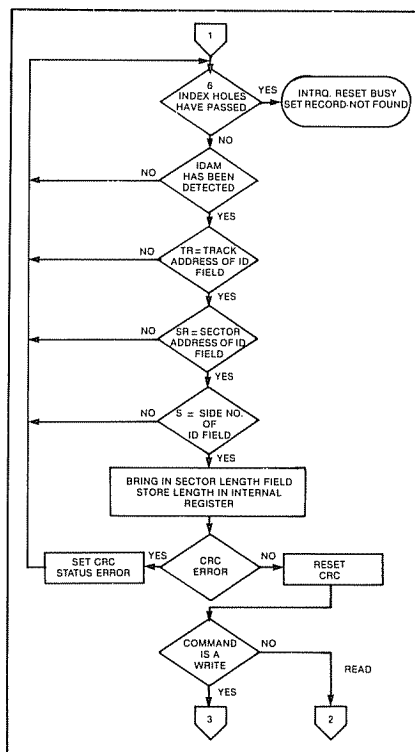 1
6
INDEX HOLES
HAVE PASSED
YES
INTRQ. RESET BUSY
SET RECORD-NOT FOUND
NO
IDAM
HAS BEEN
DETECTED
NO
YES
TR = TRACK
ADDRESS OF ID
FIELD
NO
YES
SR = SECTOR
ADDRESS OF ID
FIELD
NO
YES
S = SIDE NO.
OF
ID FIELD
NO
YES
BRING IN SECTOR LENGTH FIELD
STORE LENGTH IN INTERNAL
REGISTER
SET CRC
STATUS ERROR
YES
CRC
ERROR
NO
RESET
CRC
COMMAND
IS A
WRITE
NO
READ
YES
3
2